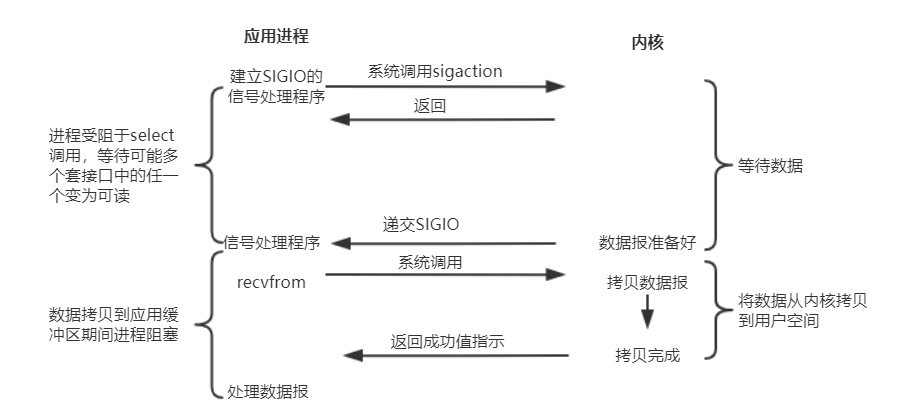 应用进程
内核
建立SIGIO的
信号处理程序
系统调用sigaction
返回
进程受阻于select
调用，等待可能多
个套接口中的任一
个变为可读
等待数据
递交SIGIO
信号处理程序
数据报准备好
系统调用
recvfrom
拷贝数据报
数据拷贝到应用缓
冲区期间进程阻塞
将数据从内核拷贝
到用户空间
返回成功值指示
拷贝完成
处理数据报